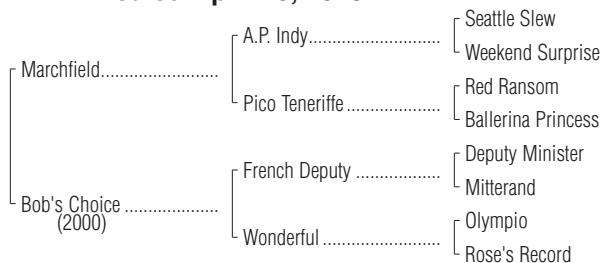 A.P. Indy
Seattle Slew
Weekend Surprise
Marchfield
Pico Teneriffe
Red Ransom
Ballerina Princess
French Deputy
Deputy Minister
Mitterand
Bob's Choice
(2000)
Wonderful
Olympio
Rose's Record